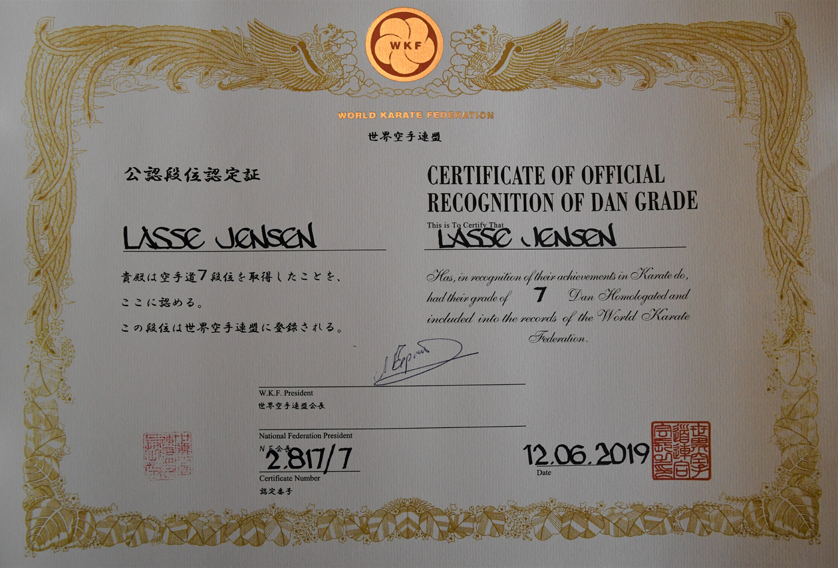 WKF
WORLD KARATE FEDERATION
世界空手連盟
公認段位認定証
LASSE JENSEN
貴殿は空手道7段位を取得したことを、
ここに認める。
この段位は世界空手連盟に登録される。
CERTIFICATE OF OFFICIAL
RECOGNITION OF DAN GRADE
This is To Certify That
LASSE JENSEN
Has, in recognition of their achievements in Karate do,
had their grade of 7 Dan Homologated and
included into the records of the World Karate
Federation.
W.K.F. President
世界空手連盟会長
National Federation President
2.817/7
Certificate Number
認定番号
12.06.2019
Date